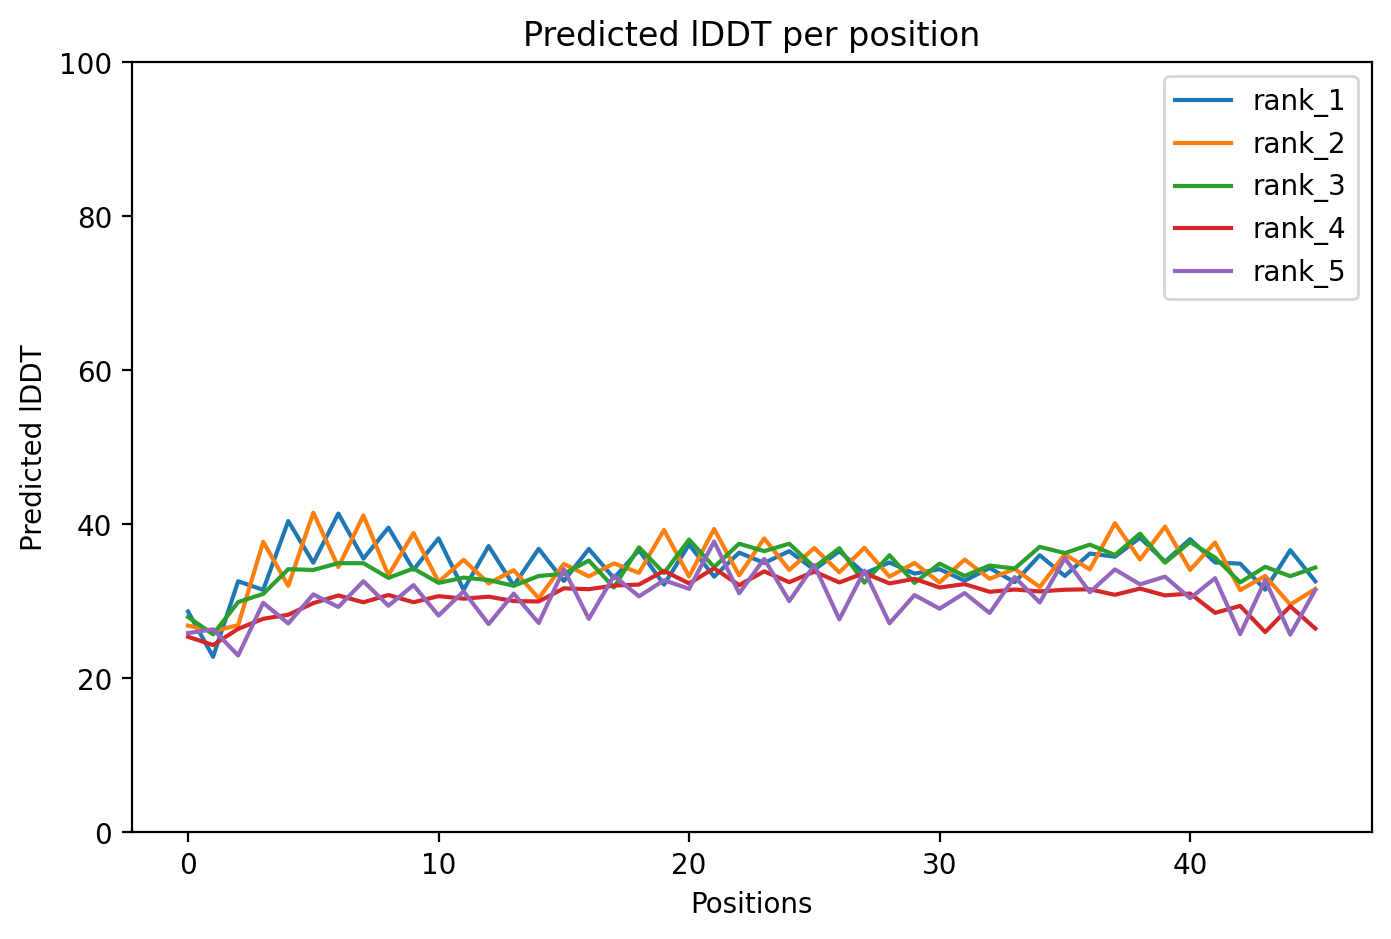 Predicted lDDT per position
100
80
60
40
20
0
Predicted lDDT
0 10 20 30 40
Positions
rank_1
rank_2
rank_3
rank_4
rank_5